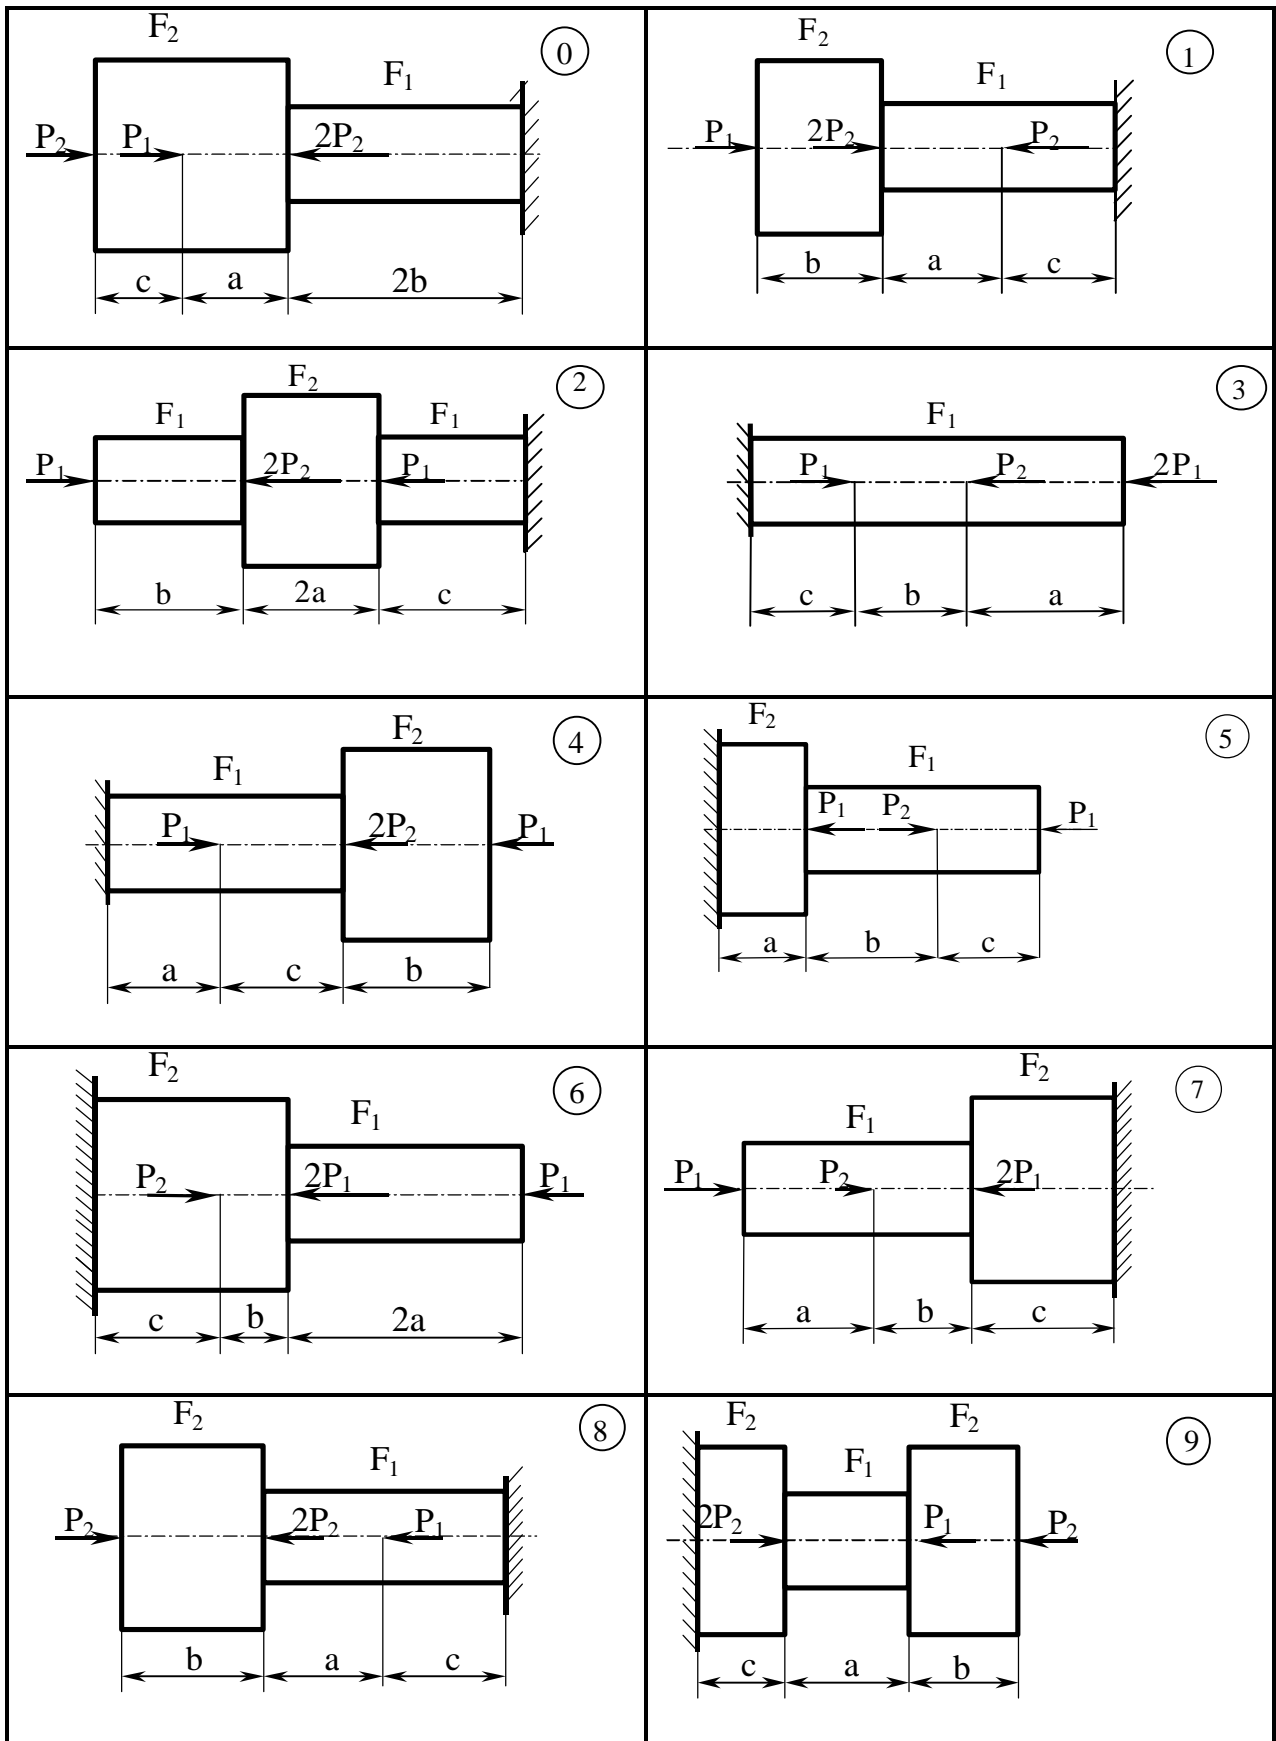 F₂
0
F₁
P₂ P₁ 2P₂
c a 2b
F₂
1
F₁
P₁ 2P₂ P₂
b a c
F₂
2
F₁ F₁
P₁ 2P₂ P₁
b 2a c
3
F₁
P₁ P₂ 2P₁
c b a
F₂
4
F₁
P₁ 2P₂ P₁
a c b
F₂
5
F₁
P₁ P₂ P₁
a b c
F₂
6
F₁
P₂ 2P₁ P₁
c b 2a
F₂
7
F₁
P₁ P₂ 2P₁
a b c
F₂
8
F₁
P₂ 2P₂ P₁
b a c
F₂ F₂
9
F₁
2P₂ P₁ P₂
c a b